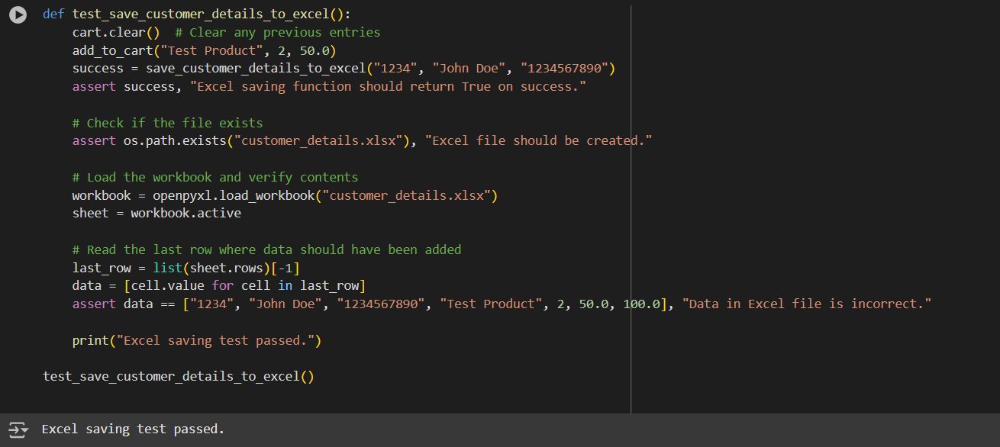 def test_save_customer_details_to_excel():
    cart.clear()  # Clear any previous entries
    add_to_cart("Test Product", 2, 50.0)
    success = save_customer_details_to_excel("1234", "John Doe", "1234567890")
    assert success, "Excel saving function should return True on success."

    # Check if the file exists
    assert os.path.exists("customer_details.xlsx"), "Excel file should be created."

    # Load the workbook and verify contents
    workbook = openpyxl.load_workbook("customer_details.xlsx")
    sheet = workbook.active

    # Read the last row where data should have been added
    last_row = list(sheet.rows)[-1]
    data = [cell.value for cell in last_row]
    assert data == ["1234", "John Doe", "1234567890", "Test Product", 2, 50.0, 100.0], "Data in Excel file is incorrect."

    print("Excel saving test passed.")

test_save_customer_details_to_excel()

Excel saving test passed.